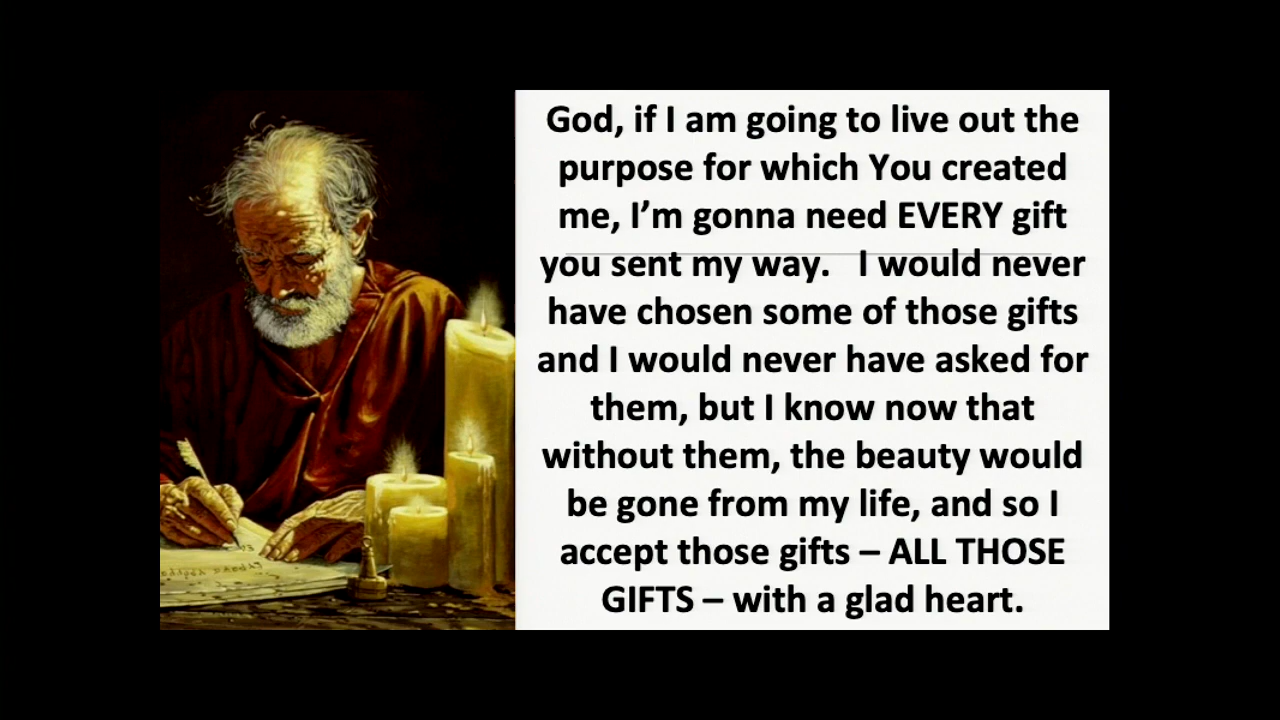 God, if I am going to live out the
purpose for which You created
me, I’m gonna need EVERY gift
you sent my way.   I would never
have chosen some of those gifts
and I would never have asked for
them, but I know now that
without them, the beauty would
be gone from my life, and so I
accept those gifts – ALL THOSE
GIFTS – with a glad heart.